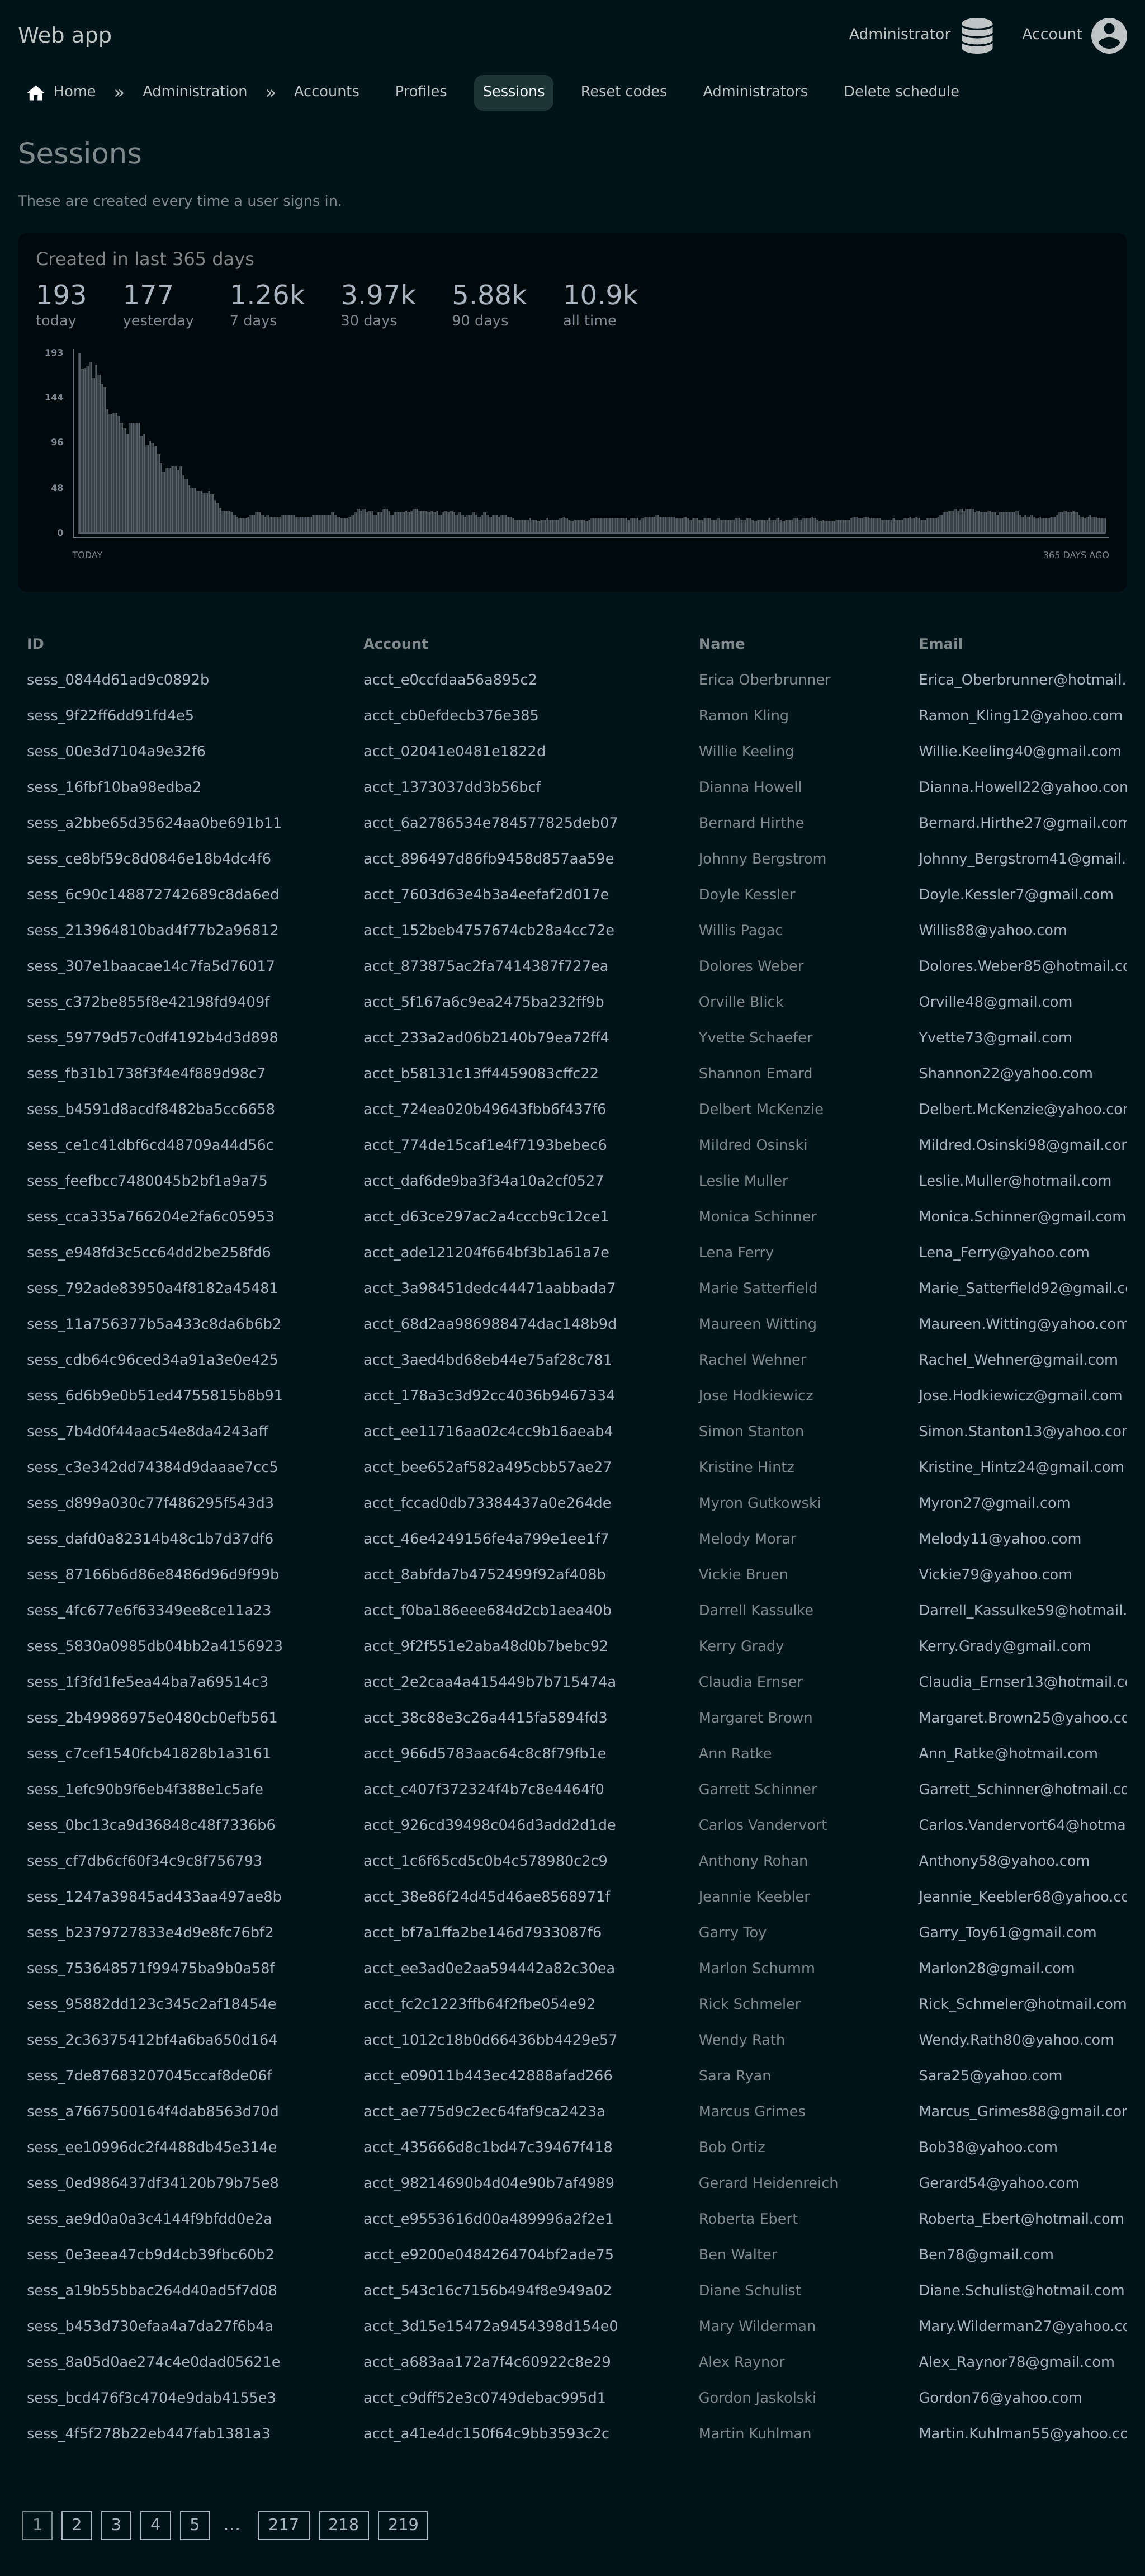 Web app
Administrator Account
Home » Administration » Accounts Profiles Sessions Reset codes Administrators Delete schedule
Sessions
These are created every time a user signs in.
Created in last 365 days
193 177 1.26k 3.97k 5.88k 10.9k
today yesterday 7 days 30 days 90 days all time
193
144
96
48
0
TODAY 365 DAYS AGO
ID Account Name Email
sess_0844d61ad9c0892b acct_e0ccfdaa56a895c2 Erica Oberbrunner Erica_Oberbrunner@hotmail.
sess_9f22ff6dd91fd4e5 acct_cb0efdecb376e385 Ramon Kling Ramon_Kling12@yahoo.com
sess_00e3d7104a9e32f6 acct_02041e0481e1822d Willie Keeling Willie.Keeling40@gmail.com
sess_16fbf10ba98edba2 acct_1373037dd3b56bcf Dianna Howell Dianna.Howell22@yahoo.com
sess_a2bbe65d35624aa0be691b11 acct_6a2786534e784577825deb07 Bernard Hirthe Bernard.Hirthe27@gmail.com
sess_ce8bf59c8d0846e18b4dc4f6 acct_896497d86fb9458d857aa59e Johnny Bergstrom Johnny_Bergstrom41@gmail.
sess_6c90c148872742689c8da6ed acct_7603d63e4b3a4eefaf2d017e Doyle Kessler Doyle.Kessler7@gmail.com
sess_213964810bad4f77b2a96812 acct_152beb4757674cb28a4cc72e Willis Pagac Willis88@yahoo.com
sess_307e1baacae14c7fa5d76017 acct_873875ac2fa7414387f727ea Dolores Weber Dolores.Weber85@hotmail.co
sess_c372be855f8e42198fd9409f acct_5f167a6c9ea2475ba232ff9b Orville Blick Orville48@gmail.com
sess_59779d57c0df4192b4d3d898 acct_233a2ad06b2140b79ea72ff4 Yvette Schaefer Yvette73@gmail.com
sess_fb31b1738f3f4e4f889d98c7 acct_b58131c13ff4459083cffc22 Shannon Emard Shannon22@yahoo.com
sess_b4591d8acdf8482ba5cc6658 acct_724ea020b49643fbb6f437f6 Delbert McKenzie Delbert.McKenzie@yahoo.com
sess_ce1c41dbf6cd48709a44d56c acct_774de15caf1e4f7193bebec6 Mildred Osinski Mildred.Osinski98@gmail.com
sess_feefbcc7480045b2bf1a9a75 acct_daf6de9ba3f34a10a2cf0527 Leslie Muller Leslie.Muller@hotmail.com
sess_cca335a766204e2fa6c05953 acct_d63ce297ac2a4cccb9c12ce1 Monica Schinner Monica.Schinner@gmail.com
sess_e948fd3c5cc64dd2be258fd6 acct_ade121204f664bf3b1a61a7e Lena Ferry Lena_Ferry@yahoo.com
sess_792ade83950a4f8182a45481 acct_3a98451dedc44471aabbada7 Marie Satterfield Marie_Satterfield92@gmail.co
sess_11a756377b5a433c8da6b6b2 acct_68d2aa986988474dac148b9d Maureen Witting Maureen.Witting@yahoo.com
sess_cdb64c96ced34a91a3e0e425 acct_3aed4bd68eb44e75af28c781 Rachel Wehner Rachel_Wehner@gmail.com
sess_6d6b9e0b51ed4755815b8b91 acct_178a3c3d92cc4036b9467334 Jose Hodkiewicz Jose.Hodkiewicz@gmail.com
sess_7b4d0f44aac54e8da4243aff acct_ee11716aa02c4cc9b16aeab4 Simon Stanton Simon.Stanton13@yahoo.com
sess_c3e342dd74384d9daaae7cc5 acct_bee652af582a495cbb57ae27 Kristine Hintz Kristine_Hintz24@gmail.com
sess_d899a030c77f486295f543d3 acct_fccad0db73384437a0e264de Myron Gutkowski Myron27@gmail.com
sess_dafd0a82314b48c1b7d37df6 acct_46e4249156fe4a799e1ee1f7 Melody Morar Melody11@yahoo.com
sess_87166b6d86e8486d96d9f99b acct_8abfda7b4752499f92af408b Vickie Bruen Vickie79@yahoo.com
sess_4fc677e6f63349ee8ce11a23 acct_f0ba186eee684d2cb1aea40b Darrell Kassulke Darrell_Kassulke59@hotmail.
sess_5830a0985db04bb2a4156923 acct_9f2f551e2aba48d0b7bebc92 Kerry Grady Kerry.Grady@gmail.com
sess_1f3fd1fe5ea44ba7a69514c3 acct_2e2caa4a415449b7b715474a Claudia Ernser Claudia_Ernser13@hotmail.co
sess_2b49986975e0480cb0efb561 acct_38c88e3c26a4415fa5894fd3 Margaret Brown Margaret.Brown25@yahoo.co
sess_c7cef1540fcb41828b1a3161 acct_966d5783aac64c8c8f79fb1e Ann Ratke Ann_Ratke@hotmail.com
sess_1efc90b9f6eb4f388e1c5afe acct_c407f372324f4b7c8e4464f0 Garrett Schinner Garrett_Schinner@hotmail.co
sess_0bc13ca9d36848c48f7336b6 acct_926cd39498c046d3add2d1de Carlos Vandervort Carlos.Vandervort64@hotma
sess_cf7db6cf60f34c9c8f756793 acct_1c6f65cd5c0b4c578980c2c9 Anthony Rohan Anthony58@yahoo.com
sess_1247a39845ad433aa497ae8b acct_38e86f24d45d46ae8568971f Jeannie Keebler Jeannie_Keebler68@yahoo.co
sess_b2379727833e4d9e8fc76bf2 acct_bf7a1ffa2be146d7933087f6 Garry Toy Garry_Toy61@gmail.com
sess_753648571f99475ba9b0a58f acct_ee3ad0e2aa594442a82c30ea Marlon Schumm Marlon28@gmail.com
sess_95882dd123c345c2af18454e acct_fc2c1223ffb64f2fbe054e92 Rick Schmeler Rick_Schmeler@hotmail.com
sess_2c36375412bf4a6ba650d164 acct_1012c18b0d66436bb4429e57 Wendy Rath Wendy.Rath80@yahoo.com
sess_7de87683207045ccaf8de06f acct_e09011b443ec42888afad266 Sara Ryan Sara25@yahoo.com
sess_a7667500164f4dab8563d70d acct_ae775d9c2ec64faf9ca2423a Marcus Grimes Marcus_Grimes88@gmail.com
sess_ee10996dc2f4488db45e314e acct_435666d8c1bd47c39467f418 Bob Ortiz Bob38@yahoo.com
sess_0ed986437df34120b79b75e8 acct_98214690b4d04e90b7af4989 Gerard Heidenreich Gerard54@yahoo.com
sess_ae9d0a0a3c4144f9bfdd0e2a acct_e9553616d00a489996a2f2e1 Roberta Ebert Roberta_Ebert@hotmail.com
sess_0e3eea47cb9d4cb39fbc60b2 acct_e9200e0484264704bf2ade75 Ben Walter Ben78@gmail.com
sess_a19b55bbac264d40ad5f7d08 acct_543c16c7156b494f8e949a02 Diane Schulist Diane.Schulist@hotmail.com
sess_b453d730efaa4a7da27f6b4a acct_3d15e15472a9454398d154e0 Mary Wilderman Mary.Wilderman27@yahoo.co
sess_8a05d0ae274c4e0dad05621e acct_a683aa172a7f4c60922c8e29 Alex Raynor Alex_Raynor78@gmail.com
sess_bcd476f3c4704e9dab4155e3 acct_c9dff52e3c0749debac995d1 Gordon Jaskolski Gordon76@yahoo.com
sess_4f5f278b22eb447fab1381a3 acct_a41e4dc150f64c9bb3593c2c Martin Kuhlman Martin.Kuhlman55@yahoo.co
1 2 3 4 5 … 217 218 219